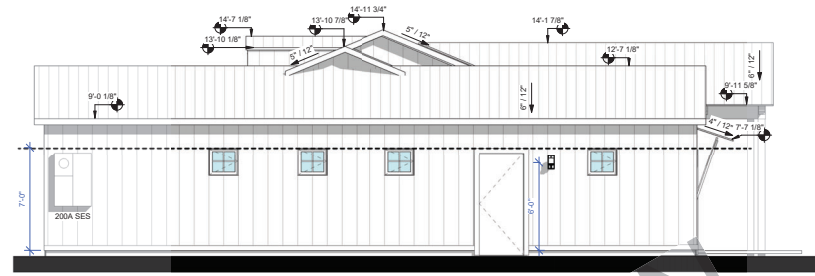 14'-11 3/4"
14'-7 1/8"
13'-10 7/8"
14'-1 7/8"
13'-10 1/8"
5" / 12"
5" / 12"
12'-7 1/8"
6" / 12"
9'-11 5/8"
9'-0 1/8"
6" / 12"
4" / 12"
7'-7 1/8"
7'-0"
6'-0"
200A SES